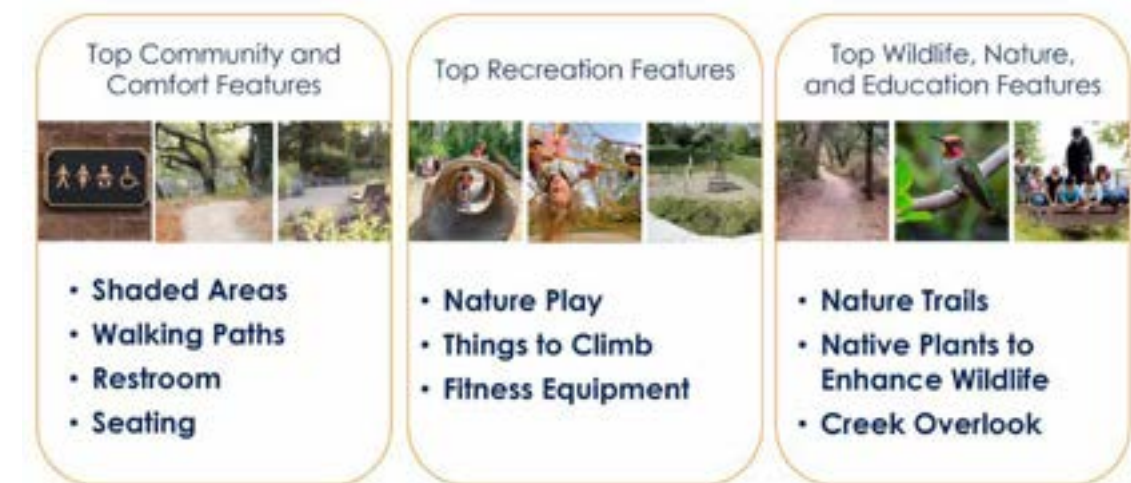 Top Community and
Comfort Features
• Shaded Areas
• Walking Paths
• Restroom
• Seating
Top Recreation Features
• Nature Play
• Things to Climb
• Fitness Equipment
Top Wildlife, Nature,
and Education Features
• Nature Trails
• Native Plants to
Enhance Wildlife
• Creek Overlook